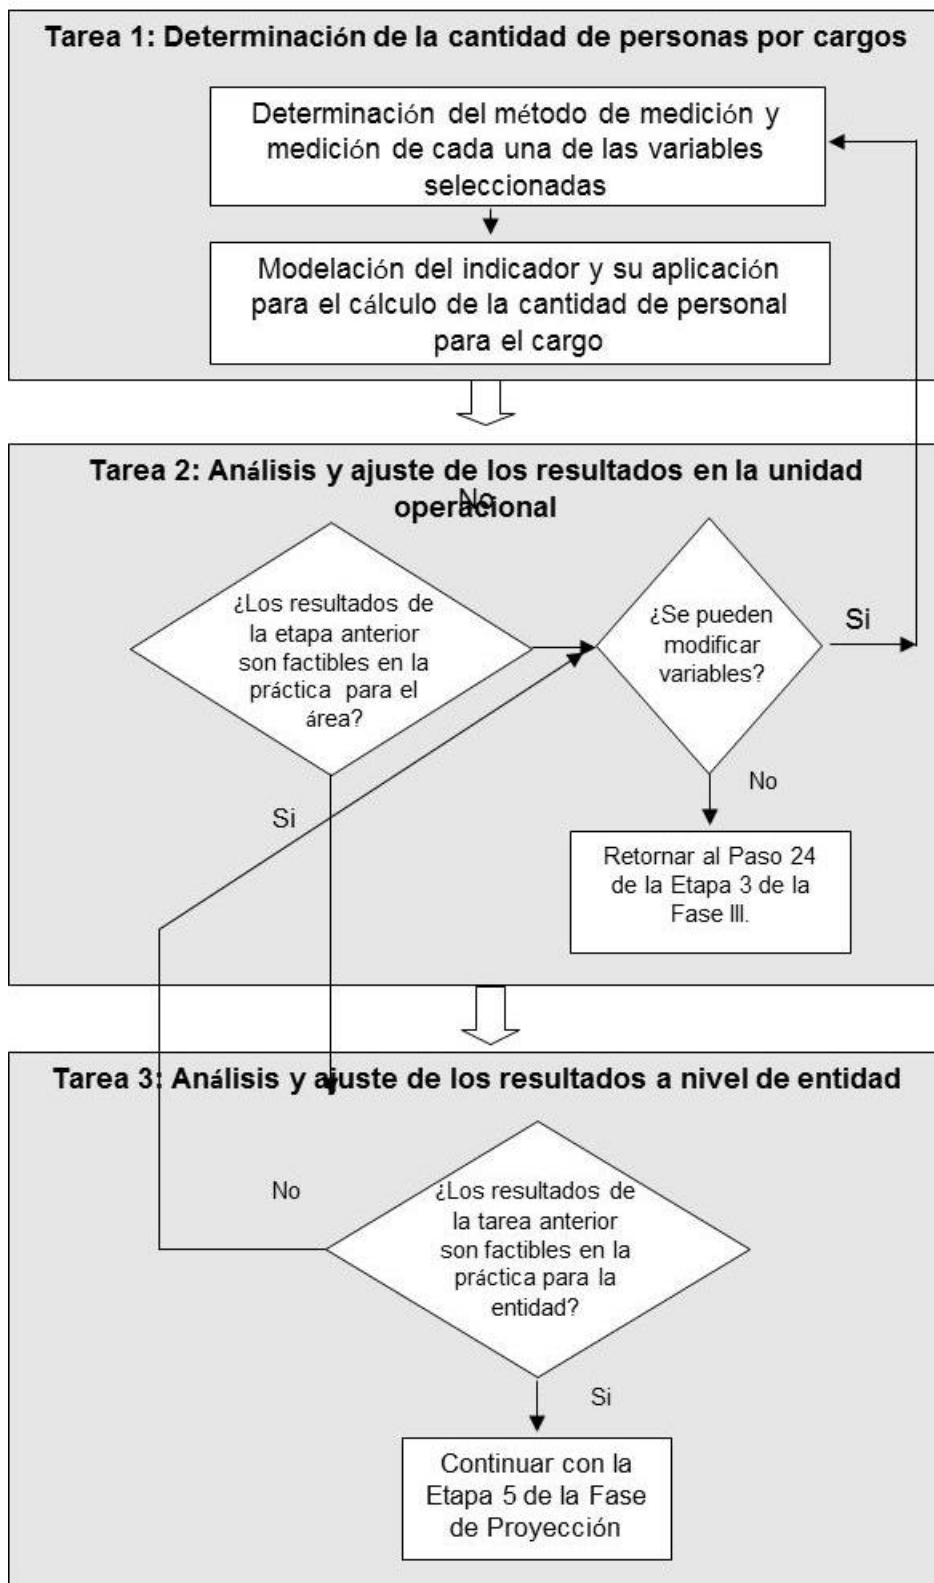 Tarea 1: Determinación de la cantidad de personas por cargos
Determinación del método de medición y
medición de cada una de las variables
seleccionadas
Modelación del indicador y su aplicación
para el cálculo de la cantidad de personal
para el cargo
Tarea 2: Análisis y ajuste de los resultados en la unidad
operacional
No
¿Los resultados de
la etapa anterior
son factibles en la
práctica para el
área?
¿Se pueden
modificar
variables?
Si
Si
No
Retornar al Paso 24
de la Etapa 3 de la
Fase III.
Tarea 3: Análisis y ajuste de los resultados a nivel de entidad
No
¿Los resultados de
la tarea anterior
son factibles en la
práctica para la
entidad?
Si
Continuar con la
Etapa 5 de la Fase
de Proyección